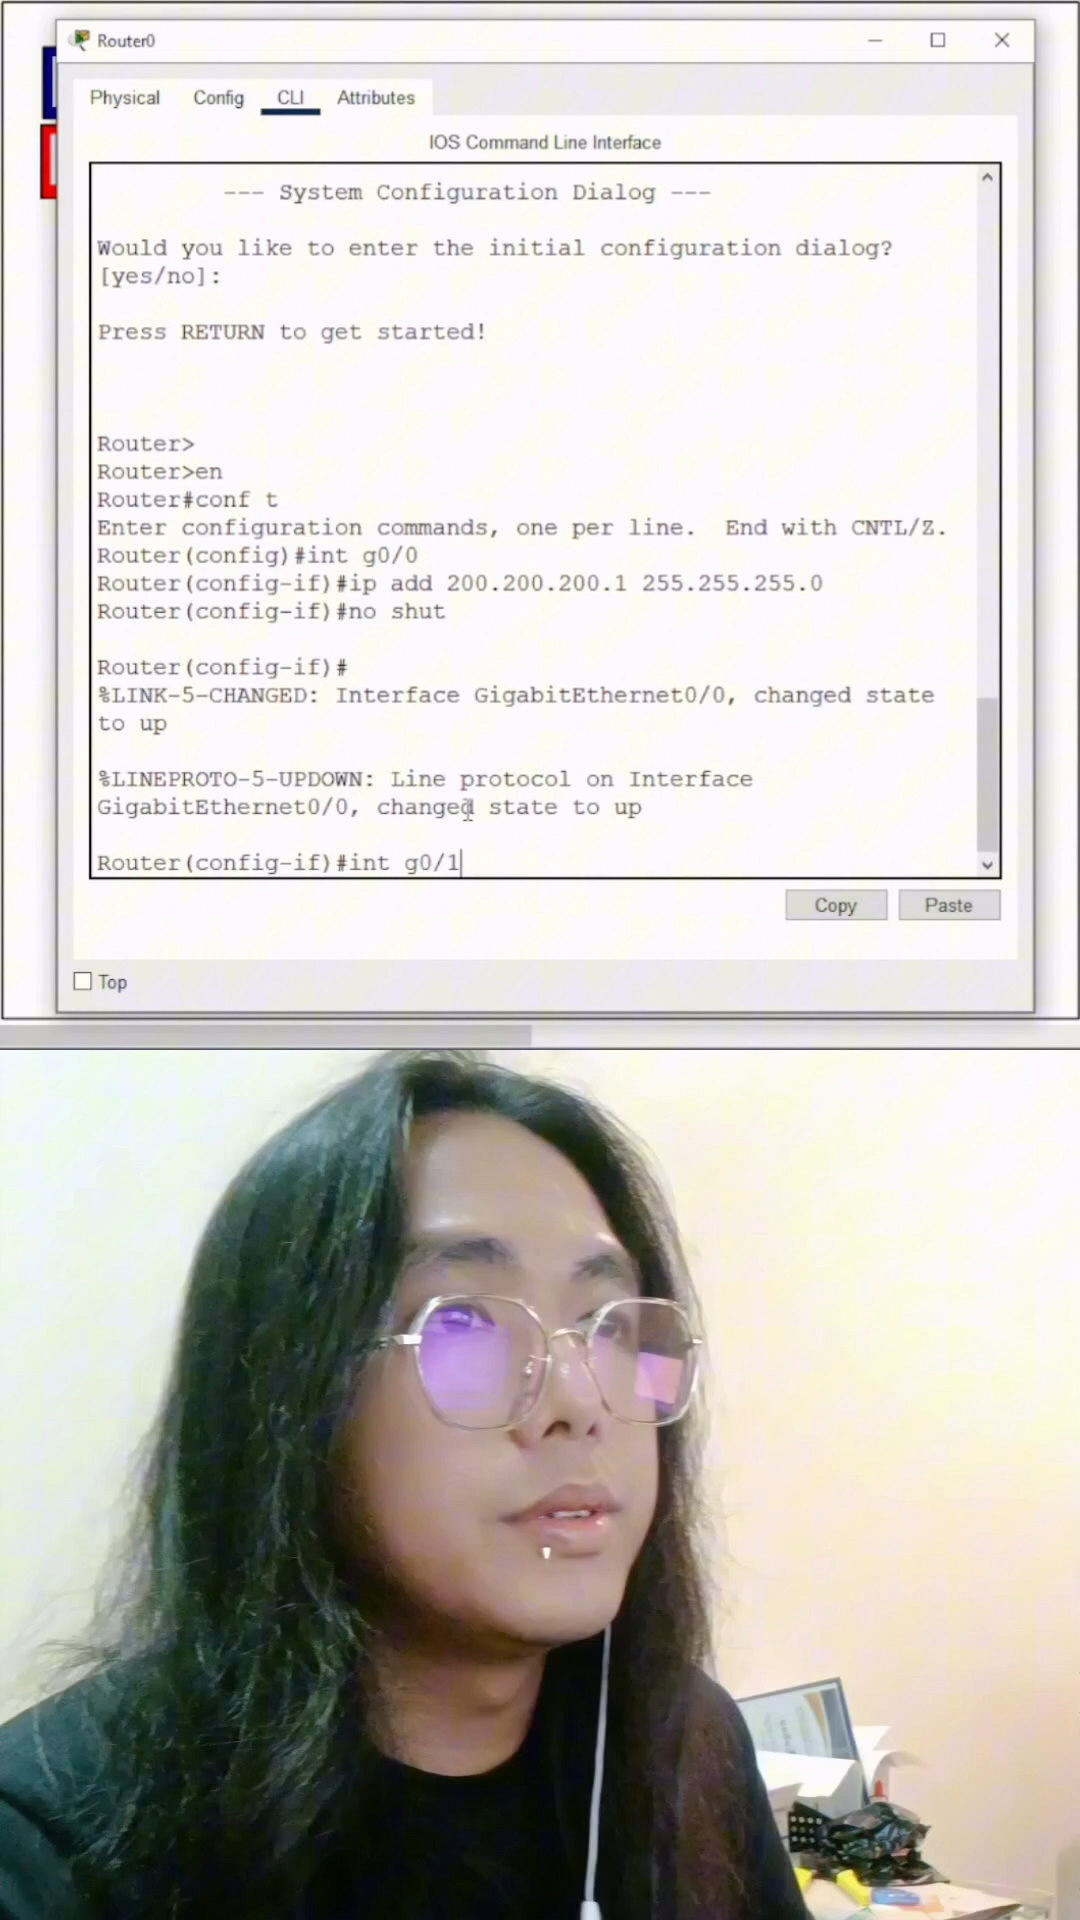 Router0
Physical Config CLI Attributes
IOS Command Line Interface
--- System Configuration Dialog ---
Would you like to enter the initial configuration dialog?
[yes/no]:
Press RETURN to get started!
Router>
Router>en
Router#conf t
Enter configuration commands, one per line.  End with CNTL/Z.
Router(config)#int g0/0
Router(config-if)#ip add 200.200.200.1 255.255.255.0
Router(config-if)#no shut
Router(config-if)#
%LINK-5-CHANGED: Interface GigabitEthernet0/0, changed state
to up
%LINEPROTO-5-UPDOWN: Line protocol on Interface
GigabitEthernet0/0, changed state to up
Router(config-if)#int g0/1
Copy Paste
Top